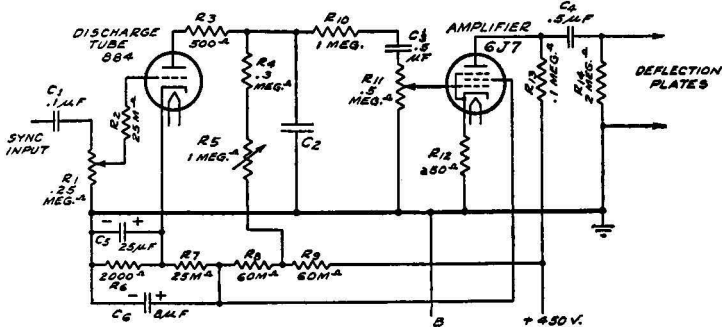 DISCHARGE
TUBE
884
R3
500Ω
R10
1 MEG.
C3
.5
μF
AMPLIFIER
6J7
C4
.5μF
DEFLECTION
PLATES
C1
.1μF
SYNC
INPUT
R2
25MΩ
R1
.25
MEG.Ω
R4
.3
MEG.Ω
R5
1 MEG.Ω
C2
R11
.5
MEG.Ω
R12
R13
.1 MEG.Ω
R14
2 MEG.Ω
- +
C5 25μF
R7
25MΩ
R8
60MΩ
R9
60MΩ
2000Ω
R6
- +
C6 8μF
B
+450V.